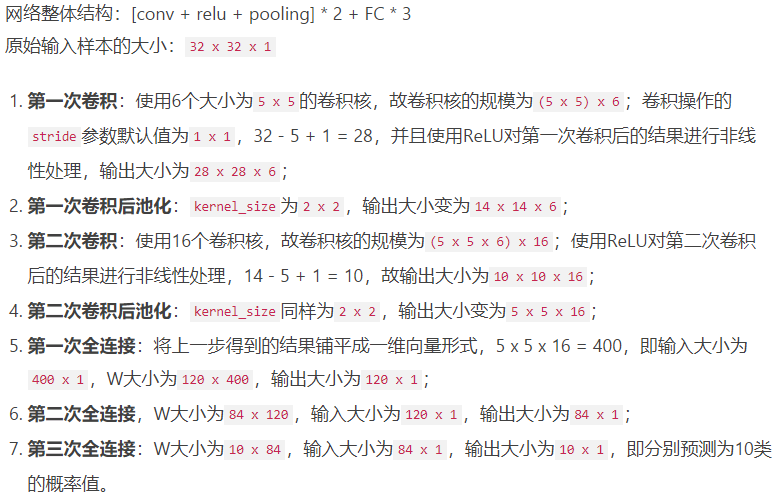 网络整体结构：[conv + relu + pooling] * 2 + FC * 3
原始输入样本的大小：32 x 32 x 1
1. 第一次卷积：使用6个大小为 5 x 5 的卷积核，故卷积核的规模为 (5 x 5) x 6；卷积操作的
stride 参数默认值为 1 x 1，32 - 5 + 1 = 28，并且使用ReLU对第一次卷积后的结果进行非线
性处理，输出大小为 28 x 28 x 6；
2. 第一次卷积后池化：kernel_size 为 2 x 2，输出大小变为 14 x 14 x 6；
3. 第二次卷积：使用16个卷积核，故卷积核的规模为 (5 x 5 x 6) x 16；使用ReLU对第二次卷积
后的结果进行非线性处理，14 - 5 + 1 = 10，故输出大小为 10 x 10 x 16；
4. 第二次卷积后池化：kernel_size 同样为 2 x 2，输出大小变为 5 x 5 x 16；
5. 第一次全连接：将上一步得到的结果铺平成一维向量形式，5 x 5 x 16 = 400，即输入大小为
400 x 1，W大小为 120 x 400，输出大小为 120 x 1；
6. 第二次全连接，W大小为 84 x 120，输入大小为 120 x 1，输出大小为 84 x 1；
7. 第三次全连接：W大小为 10 x 84，输入大小为 84 x 1，输出大小为 10 x 1，即分别预测为10类
的概率值。